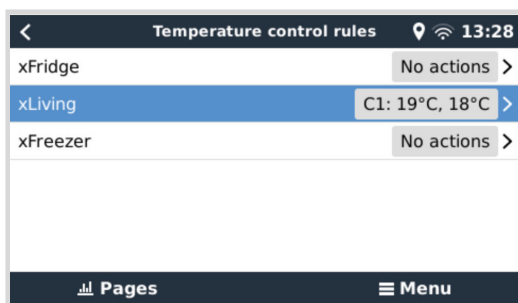 Temperature control rules 13:28
xFridge No actions
xLiving C1: 19°C, 18°C
xFreezer No actions
Pages Menu